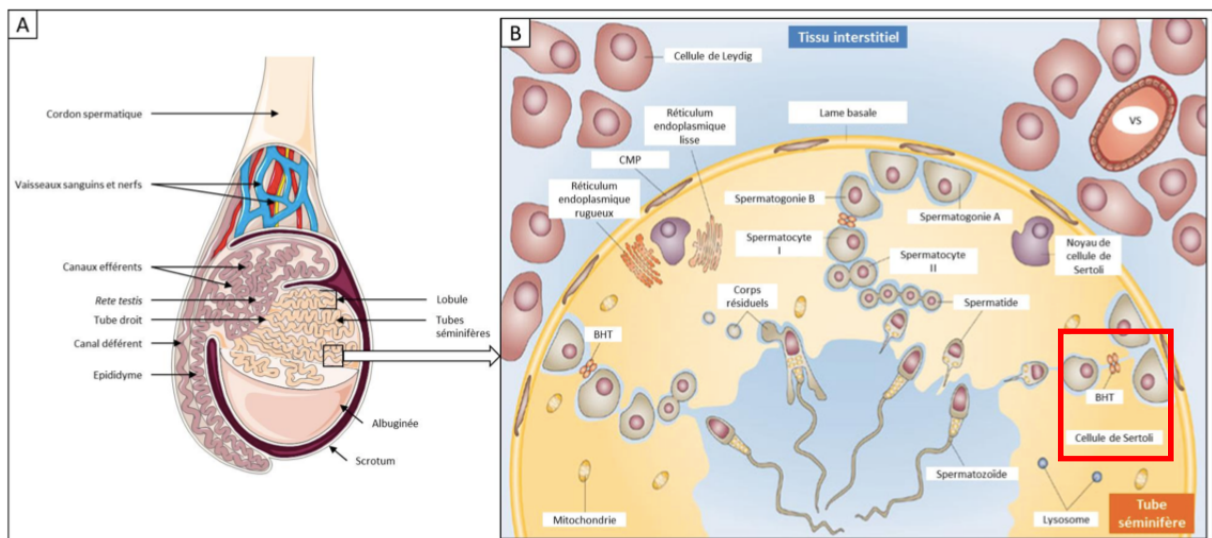 A
Cordon spermatique
Vaisseaux sanguins et nerfs
Canaux efférents
Rete testis
Tube droit
Canal déférent
Epididyme
Lobule
Tubes
séminifères
Albuginée
Scrotum
B
Tissu interstitiel
Cellule de Leydig
Réticulum
endoplasmique
lisse
Lame basale
VS
CMP
Réticulum
endoplasmique
rugueux
Spermatogonie B
Spermatogonie A
Spermatocyte
I
Spermatocyte
II
Noyau de
cellule de
Sertoli
Corps
résiduels
Spermatide
BHT
BHT
Cellule de Sertoli
Spermatozoïde
Mitochondrie
Lysosome
Tube
séminifère